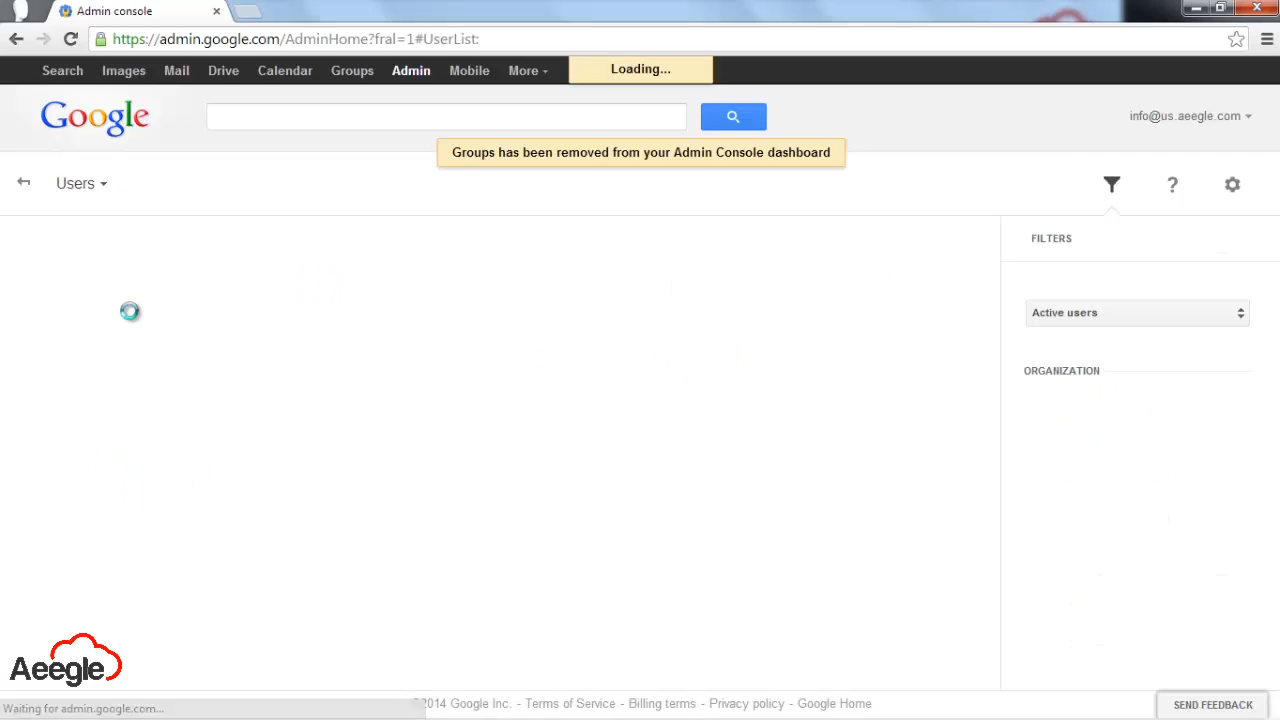 Admin console
https://admin.google.com/AdminHome?fral=1#UserList:
Search Images Mail Drive Calendar Groups Admin Mobile More
Loading...
Google
info@us.aeegle.com
Groups has been removed from your Admin Console dashboard
Users
?
FILTERS
Active users
ORGANIZATION
Aeegle
©2014 Google Inc. - Terms of Service - Billing terms - Privacy policy - Google Home
SEND FEEDBACK
Waiting for admin.google.com...